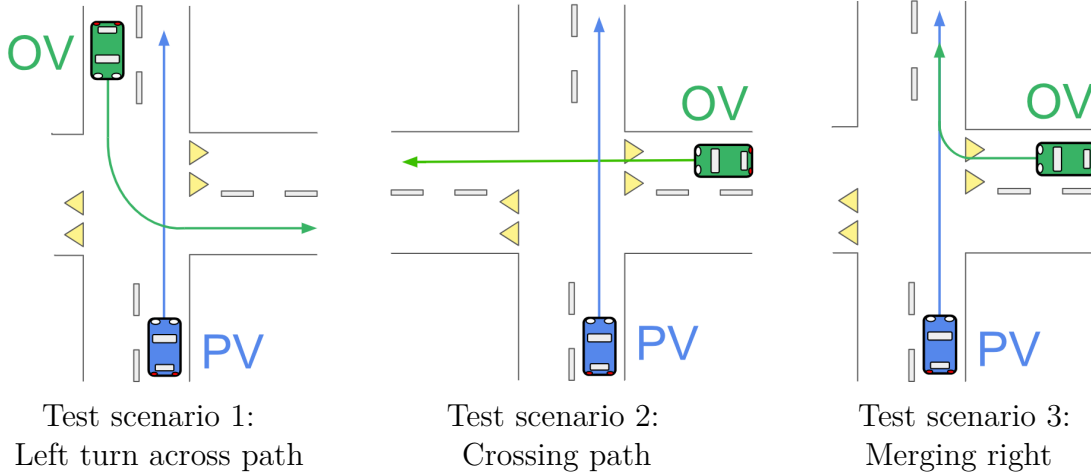 OV
PV
Test scenario 1:
Left turn across path
OV
PV
Test scenario 2:
Crossing path
OV
PV
Test scenario 3:
Merging right